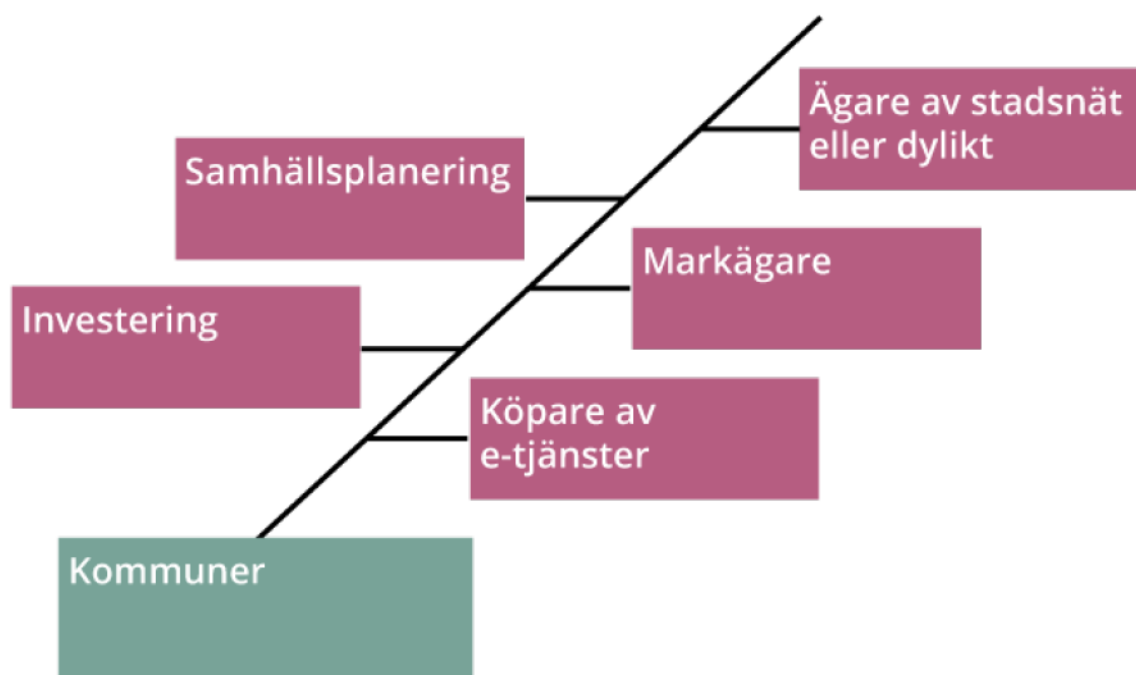 Ägare av stadsnät
eller dylikt
Samhällsplanering
Markägare
Investering
Köpare av
e-tjänster
Kommuner